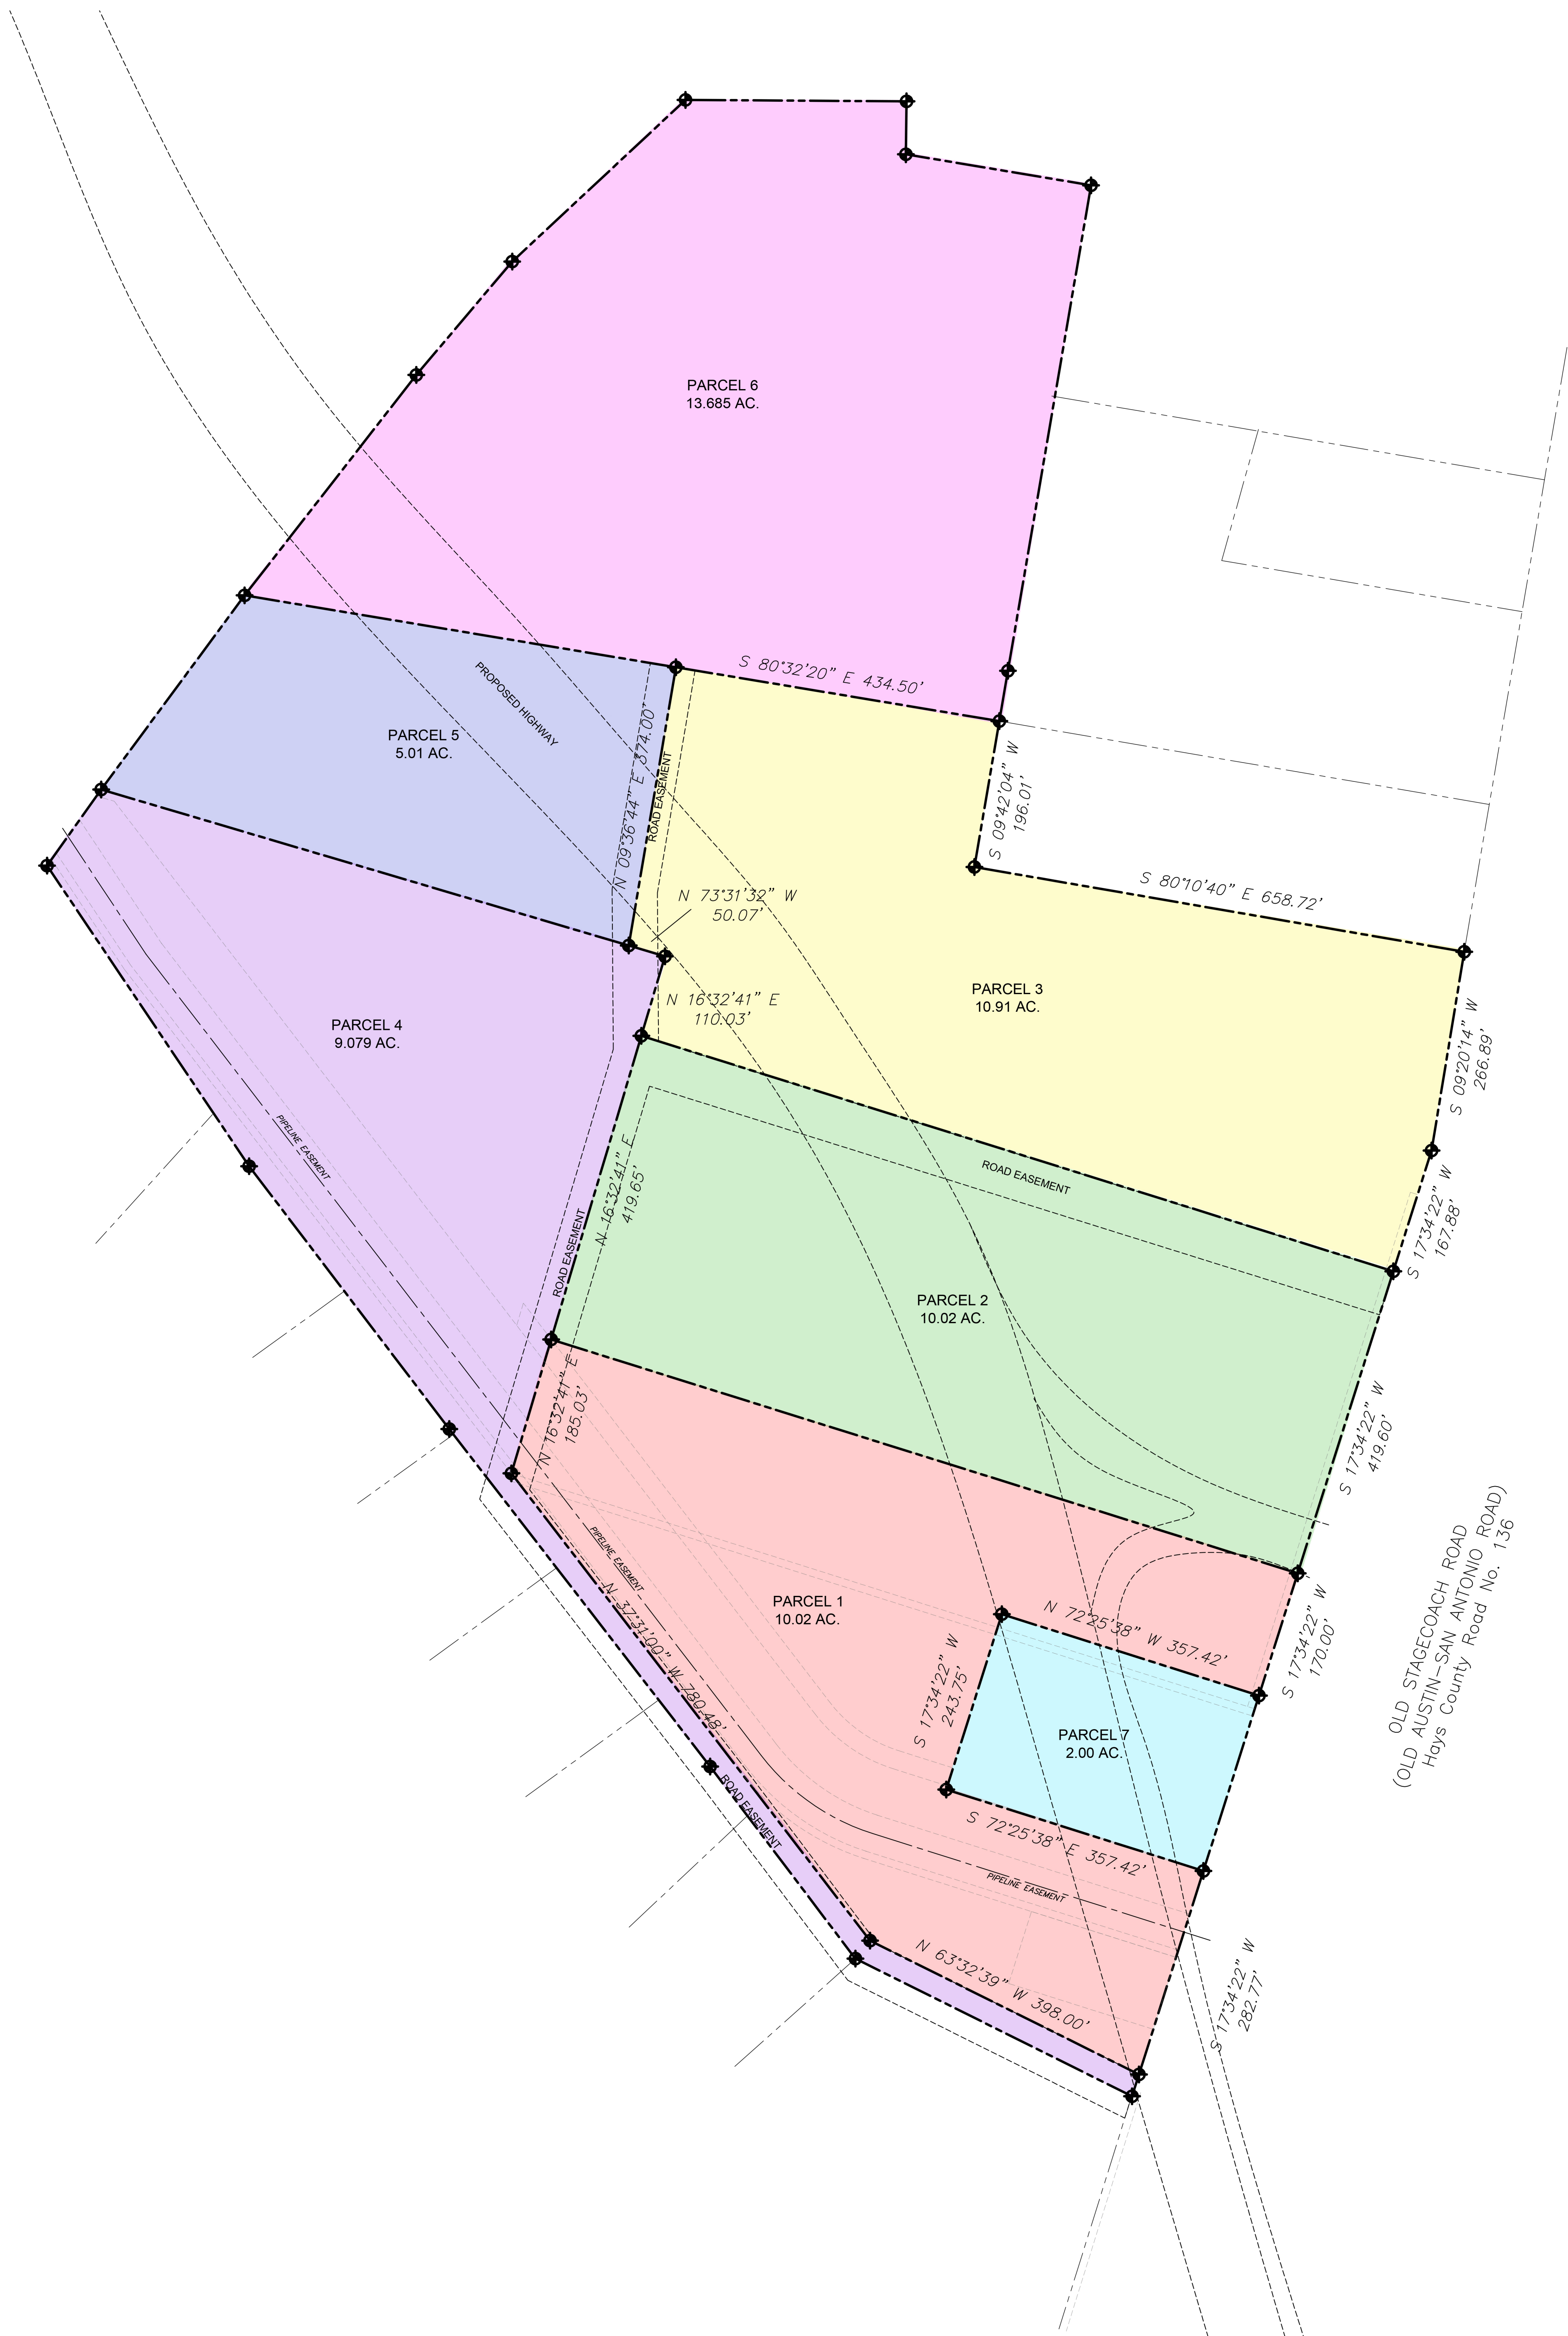 PARCEL 6
13.685 AC.
S 80°32'20" E 434.50'
PROPOSED HIGHWAY
PARCEL 5
5.01 AC.
N 09°36'44" E 374.00'
ROAD EASEMENT
S 09°42'04" W
196.01'
S 80°10'40" E 658.72'
N 73°31'32" W
50.07'
PARCEL 3
10.91 AC.
N 16°32'41" E
110.03'
PARCEL 4
9.079 AC.
S 09°20'14" W
266.89'
PIPELINE EASEMENT
ROAD EASEMENT
S 17°34'22" W
167.88'
N 16°32'41" E
419.65'
ROAD EASEMENT
PARCEL 2
10.02 AC.
N 16°32'41" E
185.03'
S 17°34'22" W
419.60'
PIPELINE EASEMENT
PARCEL 1
10.02 AC.
N 37°31'00" W 780.48'
N 72°25'38" W 357.42'
S 17°34'22" W
170.00'
OLD STAGECOACH ROAD
(OLD AUSTIN-SAN ANTONIO ROAD)
Hays County Road No. 136
S 17°34'22" W
243.75'
PARCEL 7
2.00 AC.
ROAD EASEMENT
S 72°25'38" E 357.42'
PIPELINE EASEMENT
N 63°32'39" W 398.00'
S 17°34'22" W
282.77'